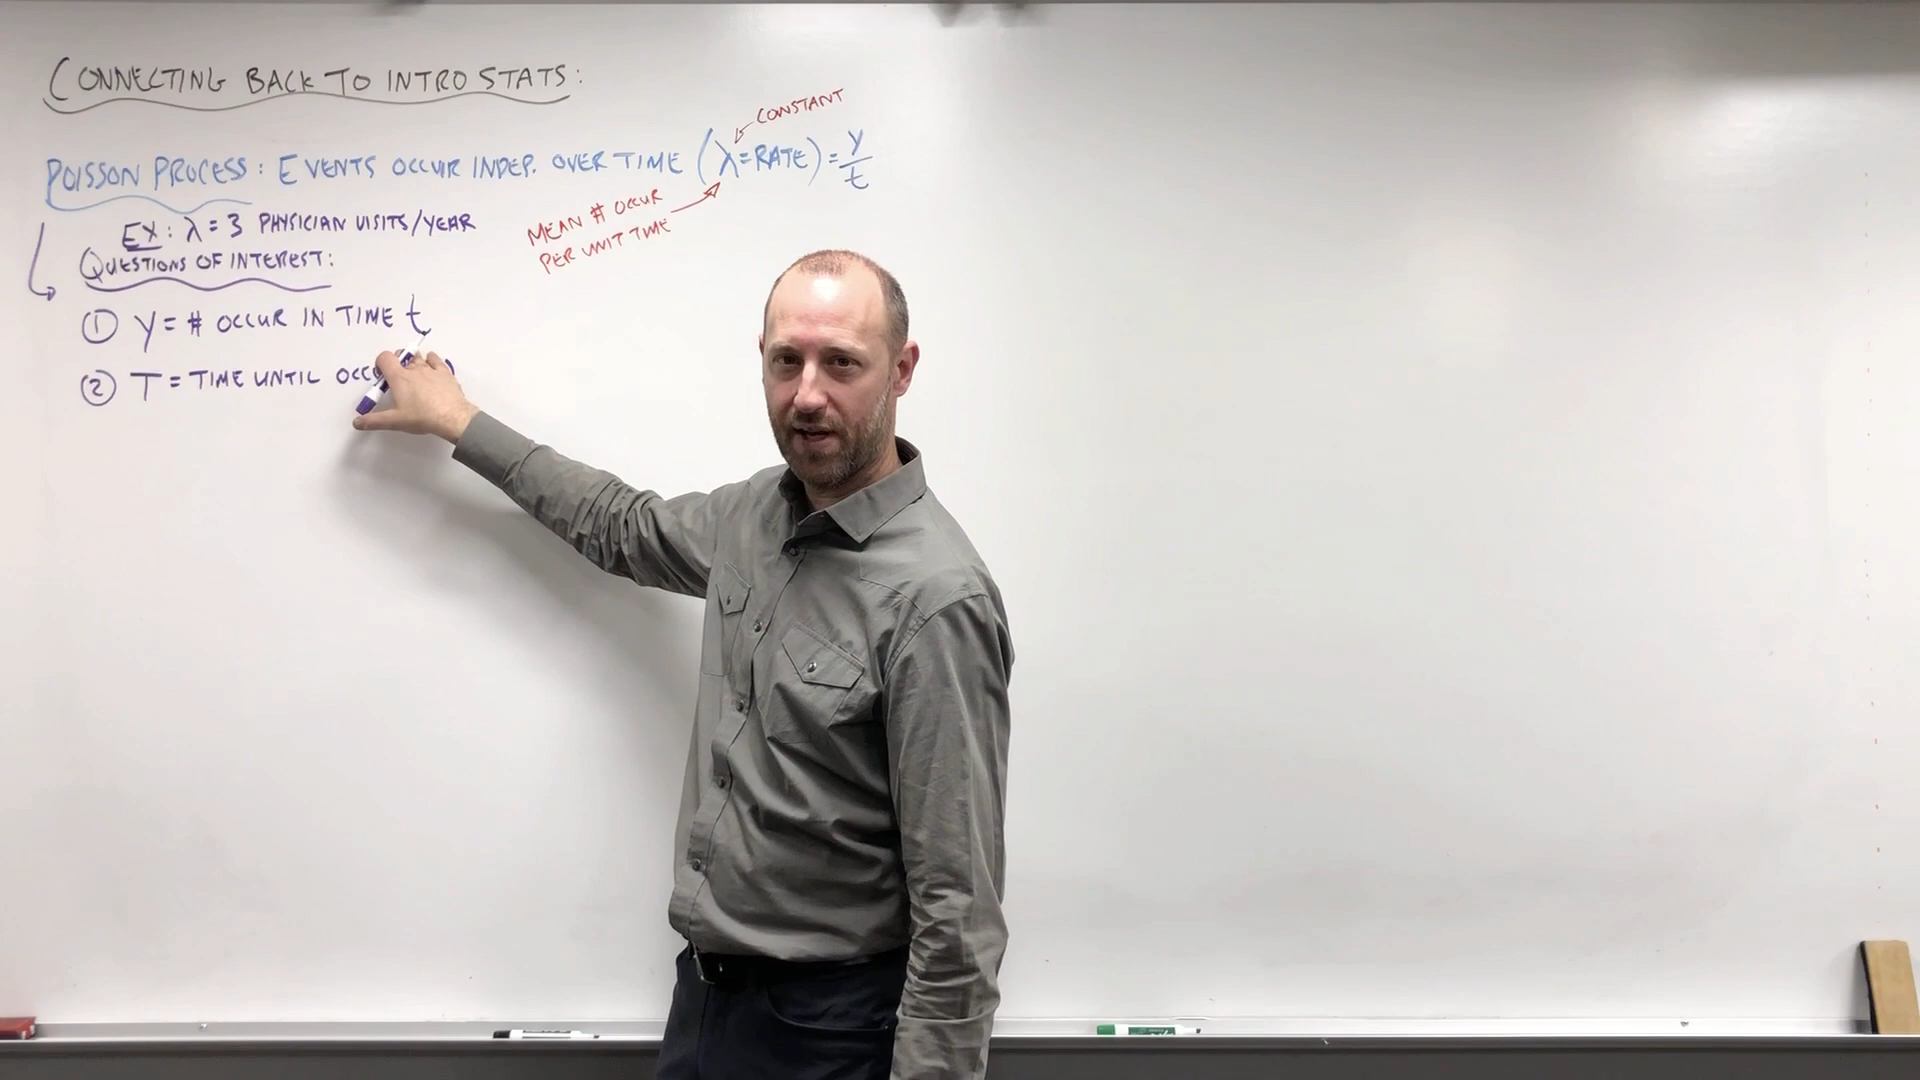 CONNECTING BACK TO INTRO STATS:
CONSTANT
POISSON PROCESS: EVENTS OCCUR INDEP. OVER TIME (λ=RATE) = Y/t
MEAN # OCCUR
PER UNIT TIME
EX: λ=3 PHYSICIAN VISITS/YEAR
QUESTIONS OF INTEREST:
① Y = # OCCUR IN TIME t
② T = TIME UNTIL